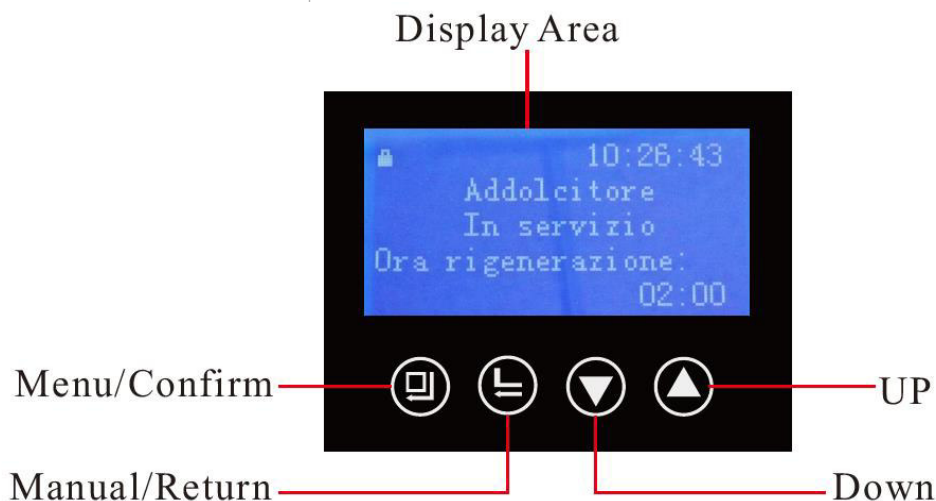 Display Area
10:26:43
Addolcitore
In servizio
Ora rigenerazione:
02:00
Menu/Confirm
UP
Manual/Return
Down